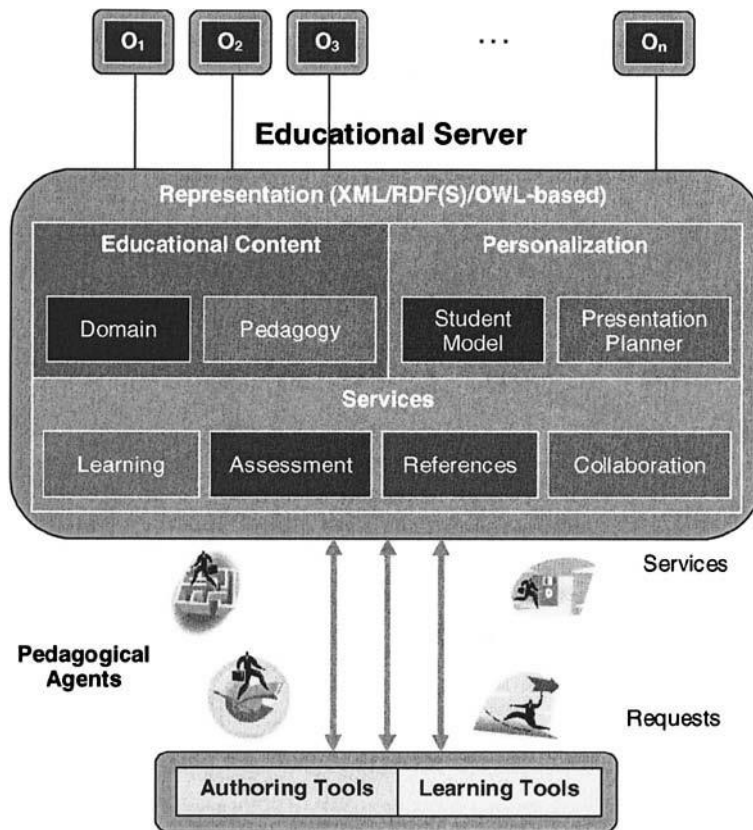 O1 O2 O3 ... On
Educational Server
Representation (XML/RDF(S)/OWL-based)
Educational Content Personalization
Domain Pedagogy Student Model Presentation Planner
Services
Learning Assessment References Collaboration
Services
Pedagogical
Agents
Requests
Authoring Tools Learning Tools